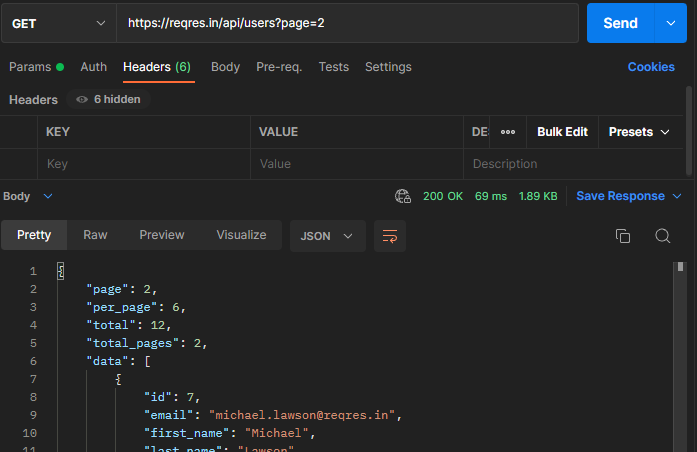 GET https://reqres.in/api/users?page=2 Send
Params Auth Headers (6) Body Pre-req. Tests Settings Cookies
Headers 6 hidden
KEY VALUE DE Bulk Edit Presets
Key Value Description
Body 200 OK 69 ms 1.89 KB Save Response
Pretty Raw Preview Visualize JSON
1 {
2 "page": 2,
3 "per_page": 6,
4 "total": 12,
5 "total_pages": 2,
6 "data": [
7 {
8 "id": 7,
9 "email": "michael.lawson@reqres.in",
10 "first_name": "Michael",
11 "last_name": "Lawson"